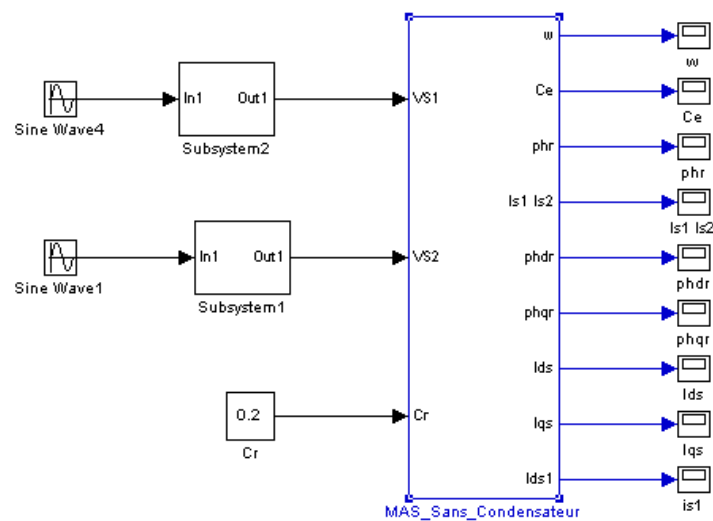 Sine Wave4
In1
Out1
Subsystem2
Sine Wave1
In1
Out1
Subsystem1
0.2
Cr
VS1
VS2
Cr
w
Ce
phr
Is1 Is2
phdr
phqr
Ids
Iqs
Ids1
MAS_Sans_Condensateur
w
Ce
phr
Is1 Is2
phdr
phqr
Ids
Iqs
is1